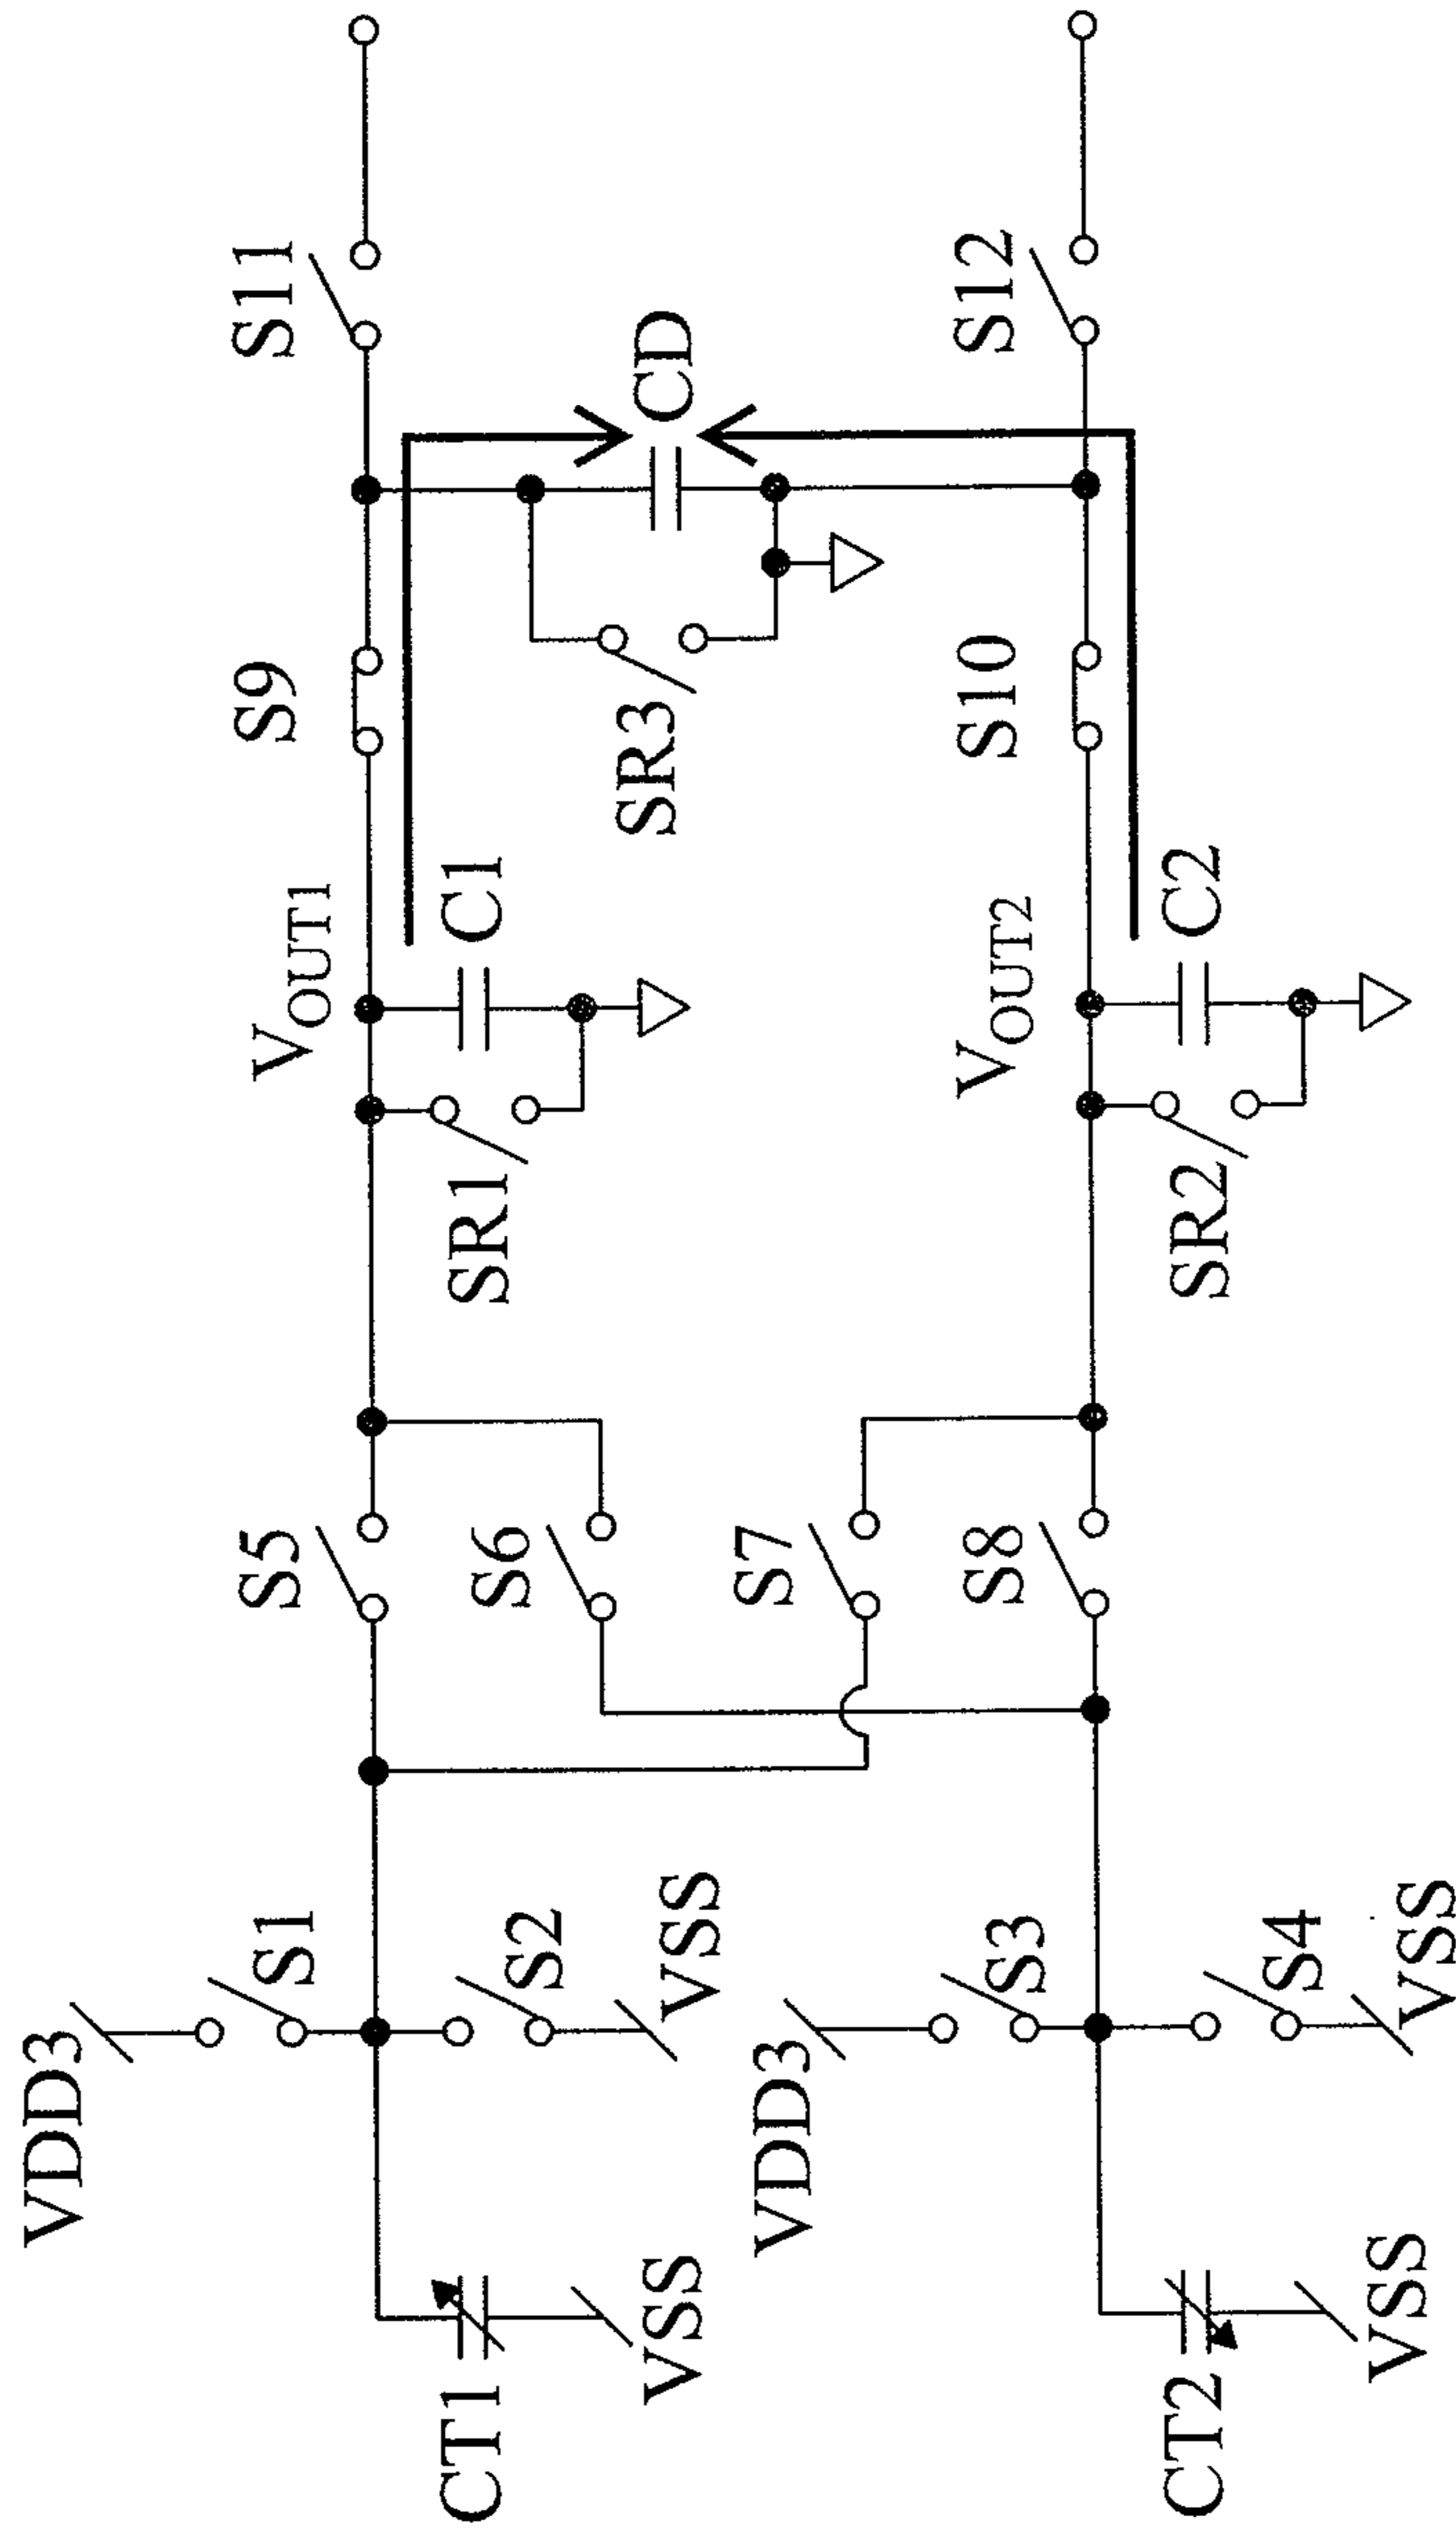 VDD3
S1
S2
VSS
CT1
VSS
S5
S6
S7
S8
VOUT1
SR1
C1
S9
S11
SR3
CD
VDD3
S3
S4
VSS
CT2
VSS
VOUT2
SR2
C2
S10
S12